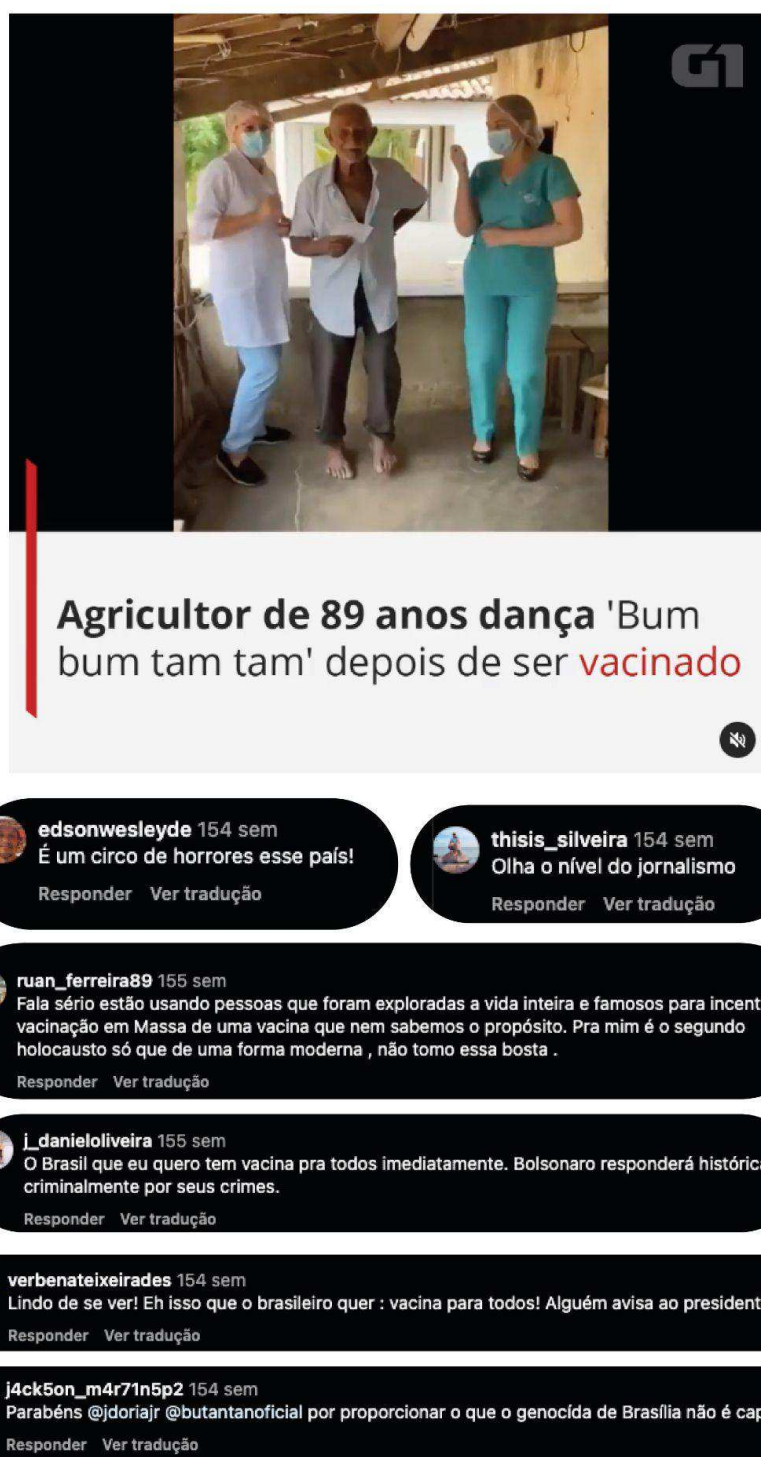 G1
Agricultor de 89 anos dança 'Bum
bum tam tam' depois de ser vacinado
edsonwesleyde 154 sem
É um circo de horrores esse país!
Responder Ver tradução
thisis_silveira 154 sem
Olha o nível do jornalismo
Responder Ver tradução
ruan_ferreira89 155 sem
Fala sério estão usando pessoas que foram exploradas a vida inteira e famosos para incent
vacinação em Massa de uma vacina que nem sabemos o propósito. Pra mim é o segundo
holocausto só que de uma forma moderna , não tomo essa bosta .
Responder Ver tradução
j_danieloliveira 155 sem
O Brasil que eu quero tem vacina pra todos imediatamente. Bolsonaro responderá históric
criminalmente por seus crimes.
Responder Ver tradução
verbenateixeirades 154 sem
Lindo de se ver! Eh isso que o brasileiro quer : vacina para todos! Alguém avisa ao president
Responder Ver tradução
j4ck5on_m4r71n5p2 154 sem
Parabéns @jdoriajr @butantanoficial por proporcionar o que o genocída de Brasília não é cap
Responder Ver tradução